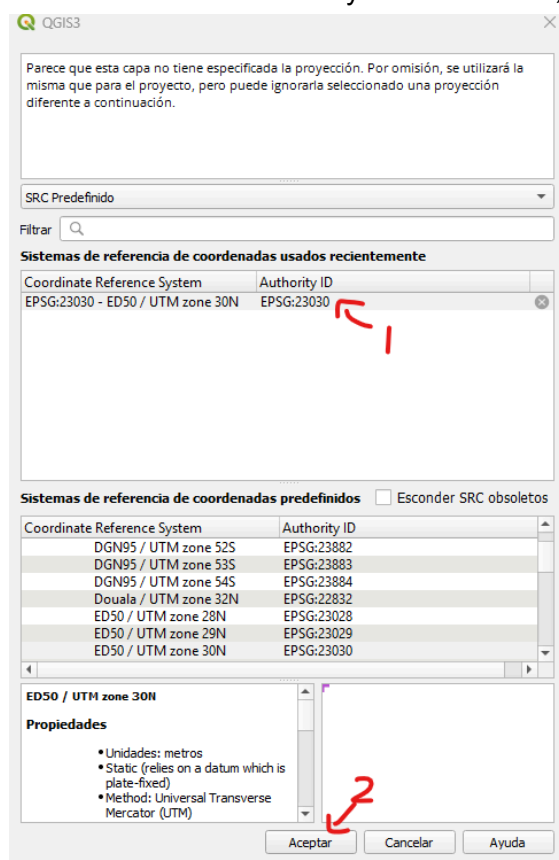 QGIS3
Parece que esta capa no tiene especificada la proyección. Por omisión, se utilizará la
misma que para el proyecto, pero puede ignorarla seleccionado una proyección
diferente a continuación.
SRC Predefinido
Filtrar
Sistemas de referencia de coordenadas usados recientemente
Coordinate Reference System Authority ID
EPSG:23030 - ED50 / UTM zone 30N EPSG:23030
1
Sistemas de referencia de coordenadas predefinidos Esconder SRC obsoletos
Coordinate Reference System Authority ID
DGN95 / UTM zone 52S EPSG:23882
DGN95 / UTM zone 53S EPSG:23883
DGN95 / UTM zone 54S EPSG:23884
Douala / UTM zone 32N EPSG:22832
ED50 / UTM zone 28N EPSG:23028
ED50 / UTM zone 29N EPSG:23029
ED50 / UTM zone 30N EPSG:23030
ED50 / UTM zone 30N
Propiedades
• Unidades: metros
• Static (relies on a datum which is
plate-fixed)
• Method: Universal Transverse
Mercator (UTM)
2
Aceptar Cancelar Ayuda